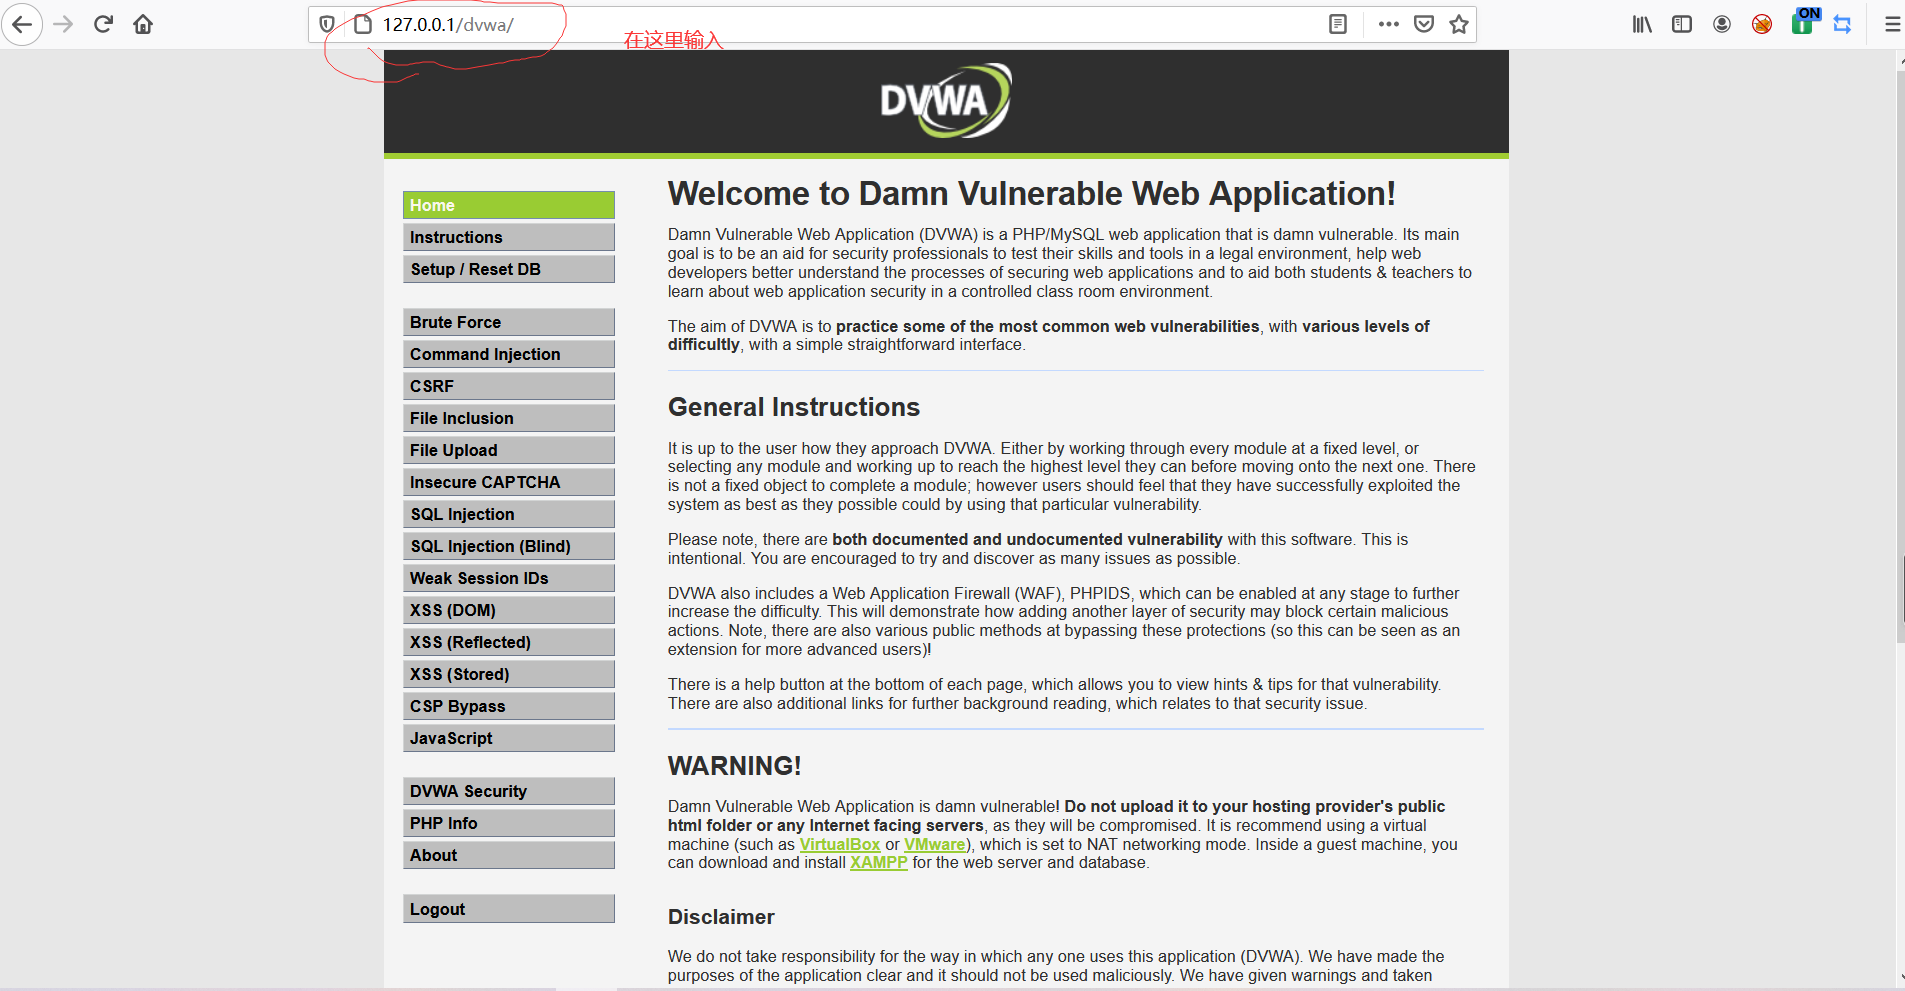 127.0.0.1/dvwa/
在这里输入
ON
DVWA
Home
Instructions
Setup / Reset DB
Brute Force
Command Injection
CSRF
File Inclusion
File Upload
Insecure CAPTCHA
SQL Injection
SQL Injection (Blind)
Weak Session IDs
XSS (DOM)
XSS (Reflected)
XSS (Stored)
CSP Bypass
JavaScript
DVWA Security
PHP Info
About
Logout
Welcome to Damn Vulnerable Web Application!
Damn Vulnerable Web Application (DVWA) is a PHP/MySQL web application that is damn vulnerable. Its main
goal is to be an aid for security professionals to test their skills and tools in a legal environment, help web
developers better understand the processes of securing web applications and to aid both students & teachers to
learn about web application security in a controlled class room environment.
The aim of DVWA is to practice some of the most common web vulnerabilities, with various levels of
difficultly, with a simple straightforward interface.
General Instructions
It is up to the user how they approach DVWA. Either by working through every module at a fixed level, or
selecting any module and working up to reach the highest level they can before moving onto the next one. There
is not a fixed object to complete a module; however users should feel that they have successfully exploited the
system as best as they possible could by using that particular vulnerability.
Please note, there are both documented and undocumented vulnerability with this software. This is
intentional. You are encouraged to try and discover as many issues as possible.
DVWA also includes a Web Application Firewall (WAF), PHPIDS, which can be enabled at any stage to further
increase the difficulty. This will demonstrate how adding another layer of security may block certain malicious
actions. Note, there are also various public methods at bypassing these protections (so this can be seen as an
extension for more advanced users)!
There is a help button at the bottom of each page, which allows you to view hints & tips for that vulnerability.
There are also additional links for further background reading, which relates to that security issue.
WARNING!
Damn Vulnerable Web Application is damn vulnerable! Do not upload it to your hosting provider's public
html folder or any Internet facing servers, as they will be compromised. It is recommend using a virtual
machine (such as VirtualBox or VMware), which is set to NAT networking mode. Inside a guest machine, you
can download and install XAMPP for the web server and database.
Disclaimer
We do not take responsibility for the way in which any one uses this application (DVWA). We have made the
purposes of the application clear and it should not be used maliciously. We have given warnings and taken